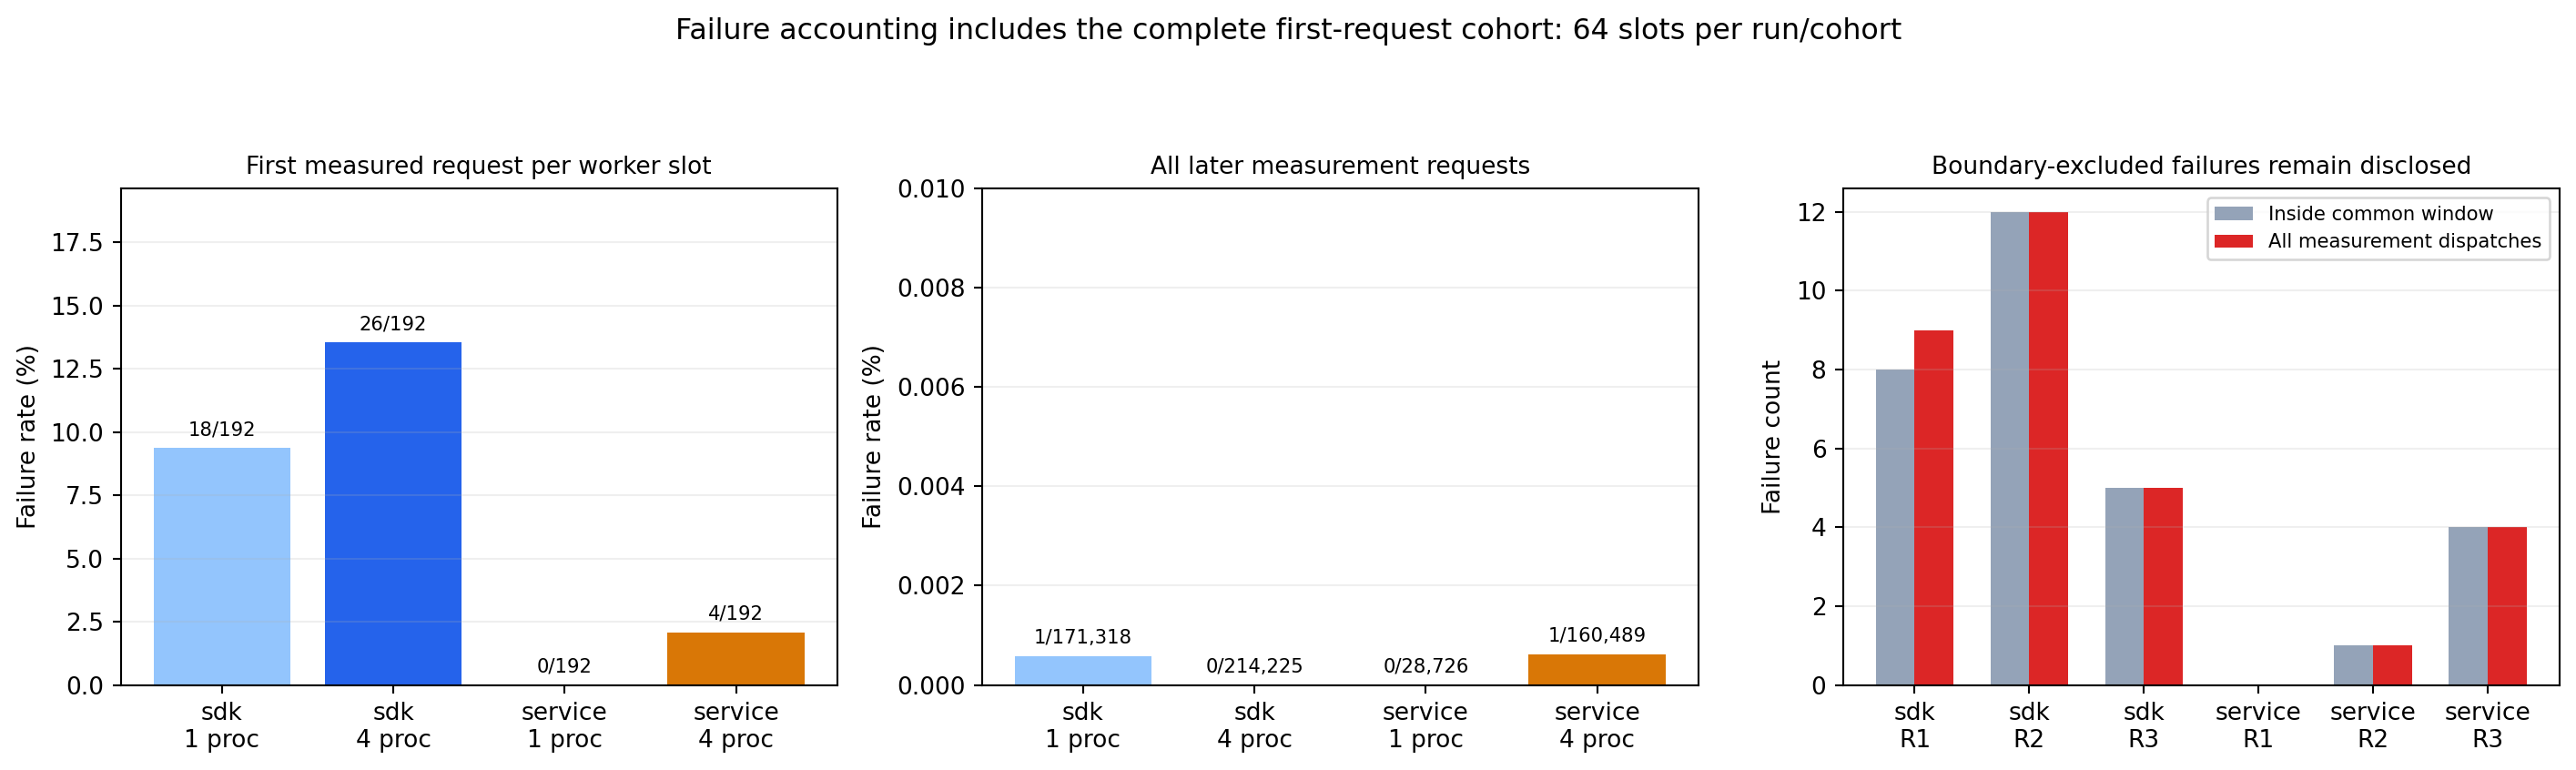 Failure accounting includes the complete first-request cohort: 64 slots per run/cohort
First measured request per worker slot
Failure rate (%)
17.5
15.0
12.5
10.0
7.5
5.0
2.5
0.0
18/192
26/192
0/192
4/192
sdk
1 proc
sdk
4 proc
service
1 proc
service
4 proc
All later measurement requests
Failure rate (%)
0.010
0.008
0.006
0.004
0.002
0.000
1/171,318
0/214,225
0/28,726
1/160,489
sdk
1 proc
sdk
4 proc
service
1 proc
service
4 proc
Boundary-excluded failures remain disclosed
Failure count
12
10
8
6
4
2
0
Inside common window
All measurement dispatches
sdk
R1
sdk
R2
sdk
R3
service
R1
service
R2
service
R3